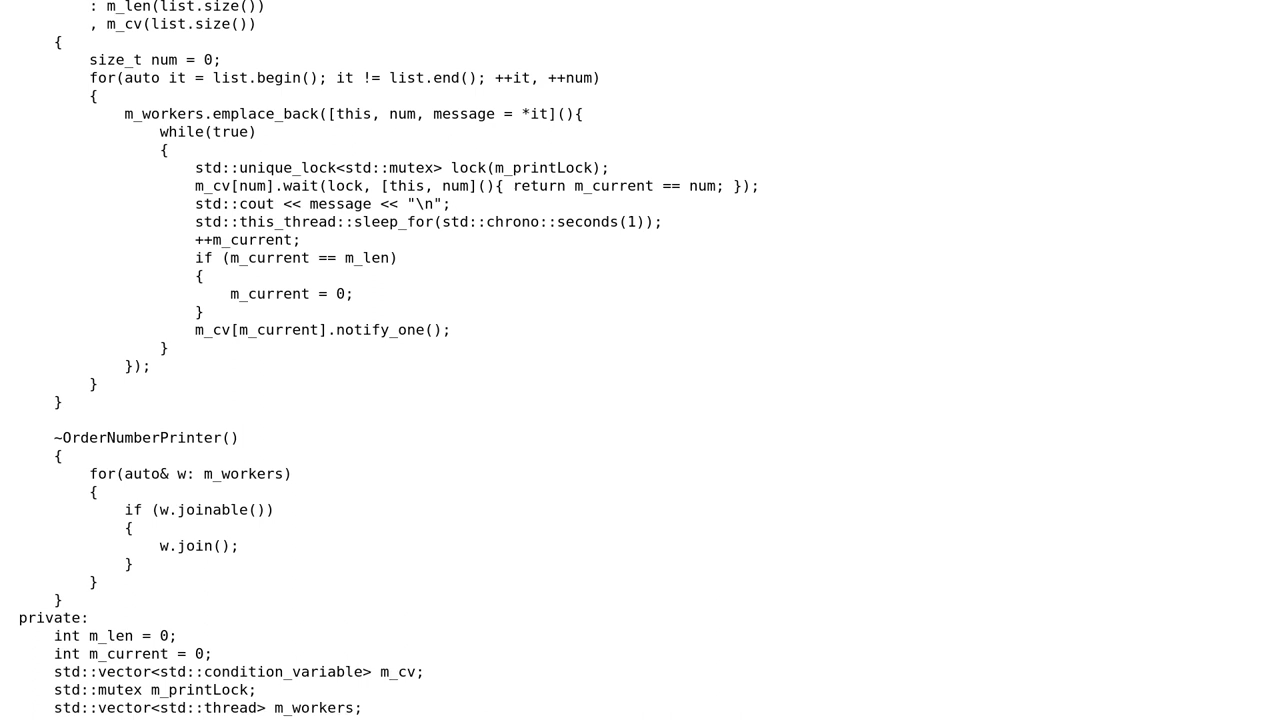 : m_len(list.size())
        , m_cv(list.size())
    {
        size_t num = 0;
        for(auto it = list.begin(); it != list.end(); ++it, ++num)
        {
            m_workers.emplace_back([this, num, message = *it](){
                while(true)
                {
                    std::unique_lock<std::mutex> lock(m_printLock);
                    m_cv[num].wait(lock, [this, num](){ return m_current == num; });
                    std::cout << message << "\n";
                    std::this_thread::sleep_for(std::chrono::seconds(1));
                    ++m_current;
                    if (m_current == m_len)
                    {
                        m_current = 0;
                    }
                    m_cv[m_current].notify_one();
                }
            });
        }
    }

    ~OrderNumberPrinter()
    {
        for(auto& w: m_workers)
        {
            if (w.joinable())
            {
                w.join();
            }
        }
    }
private:
    int m_len = 0;
    int m_current = 0;
    std::vector<std::condition_variable> m_cv;
    std::mutex m_printLock;
    std::vector<std::thread> m_workers;